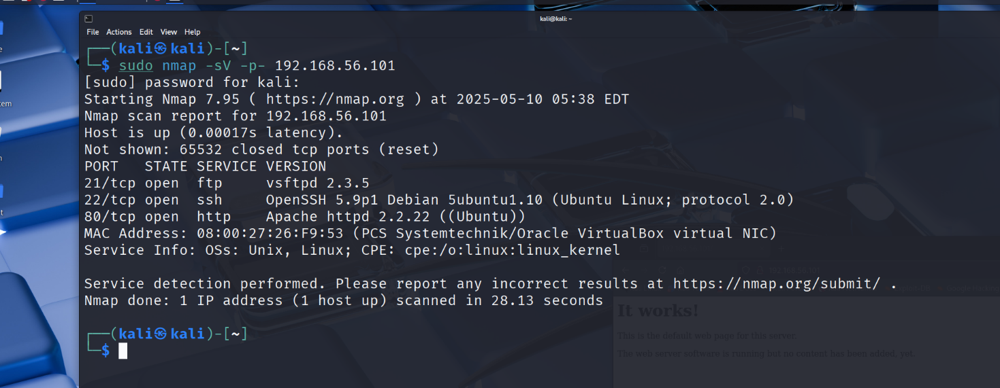 kali@kali: ~
File Actions Edit View Help
┌──(kali㉿kali)-[~]
└─$ sudo nmap -sV -p- 192.168.56.101
[sudo] password for kali:
Starting Nmap 7.95 ( https://nmap.org ) at 2025-05-10 05:38 EDT
Nmap scan report for 192.168.56.101
Host is up (0.00017s latency).
Not shown: 65532 closed tcp ports (reset)
PORT   STATE SERVICE VERSION
21/tcp open  ftp     vsftpd 2.3.5
22/tcp open  ssh     OpenSSH 5.9p1 Debian 5ubuntu1.10 (Ubuntu Linux; protocol 2.0)
80/tcp open  http    Apache httpd 2.2.22 ((Ubuntu))
MAC Address: 08:00:27:26:F9:53 (PCS Systemtechnik/Oracle VirtualBox virtual NIC)
Service Info: OSs: Unix, Linux; CPE: cpe:/o:linux:linux_kernel
Service detection performed. Please report any incorrect results at https://nmap.org/submit/ .
Nmap done: 1 IP address (1 host up) scanned in 28.13 seconds
┌──(kali㉿kali)-[~]
└─$
192.168.56.101
It works!
This is the default web page for this server.
The web server software is running but no content has been added, yet.